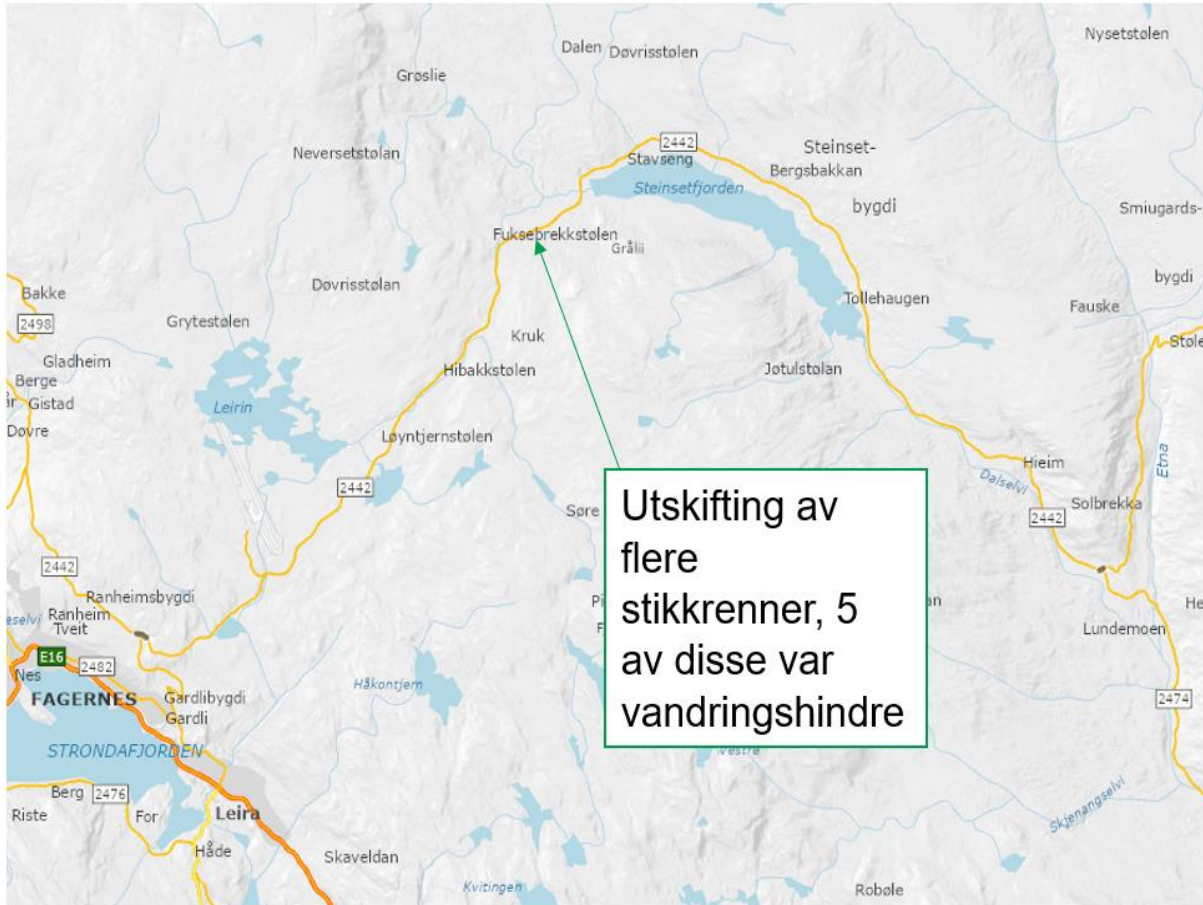 Dalen
Døvrisstølen
Nysetstølen
Grøslie
Neversetstølan
2442
Stavseng
Steinset-
Bergsbakkan
bygdi
Steinsetfjorden
Smiugards-
bygdi
Fuksebrekkstølen
Grålii
Døvrisstølan
Tollehaugen
Bakke
2498
Grytestølen
Kruk
Fauske
Gladheim
Berge
Gistad
Hibakkstølen
Jøtulstølan
Leirin
Døvre
Løyntjernstølen
Etna
2442
Hieim
Dalselvi
Solbrekka
2442
Søre
Utskifting av
flere
stikkrenner, 5
av disse var
vandringshindre
2442
Ranheimsbygdi
Ranheim
Tveit
Lundemoen
E16
2482
Nes
FAGERNES
Gardlibygdi
Gardli
Håkontjern
2474
STRONDAFJORDEN
Vestre
Berg
2476
Riste
For
Leira
Skjenangselvi
Håde
Skaveldan
Kvitingen
Robøle